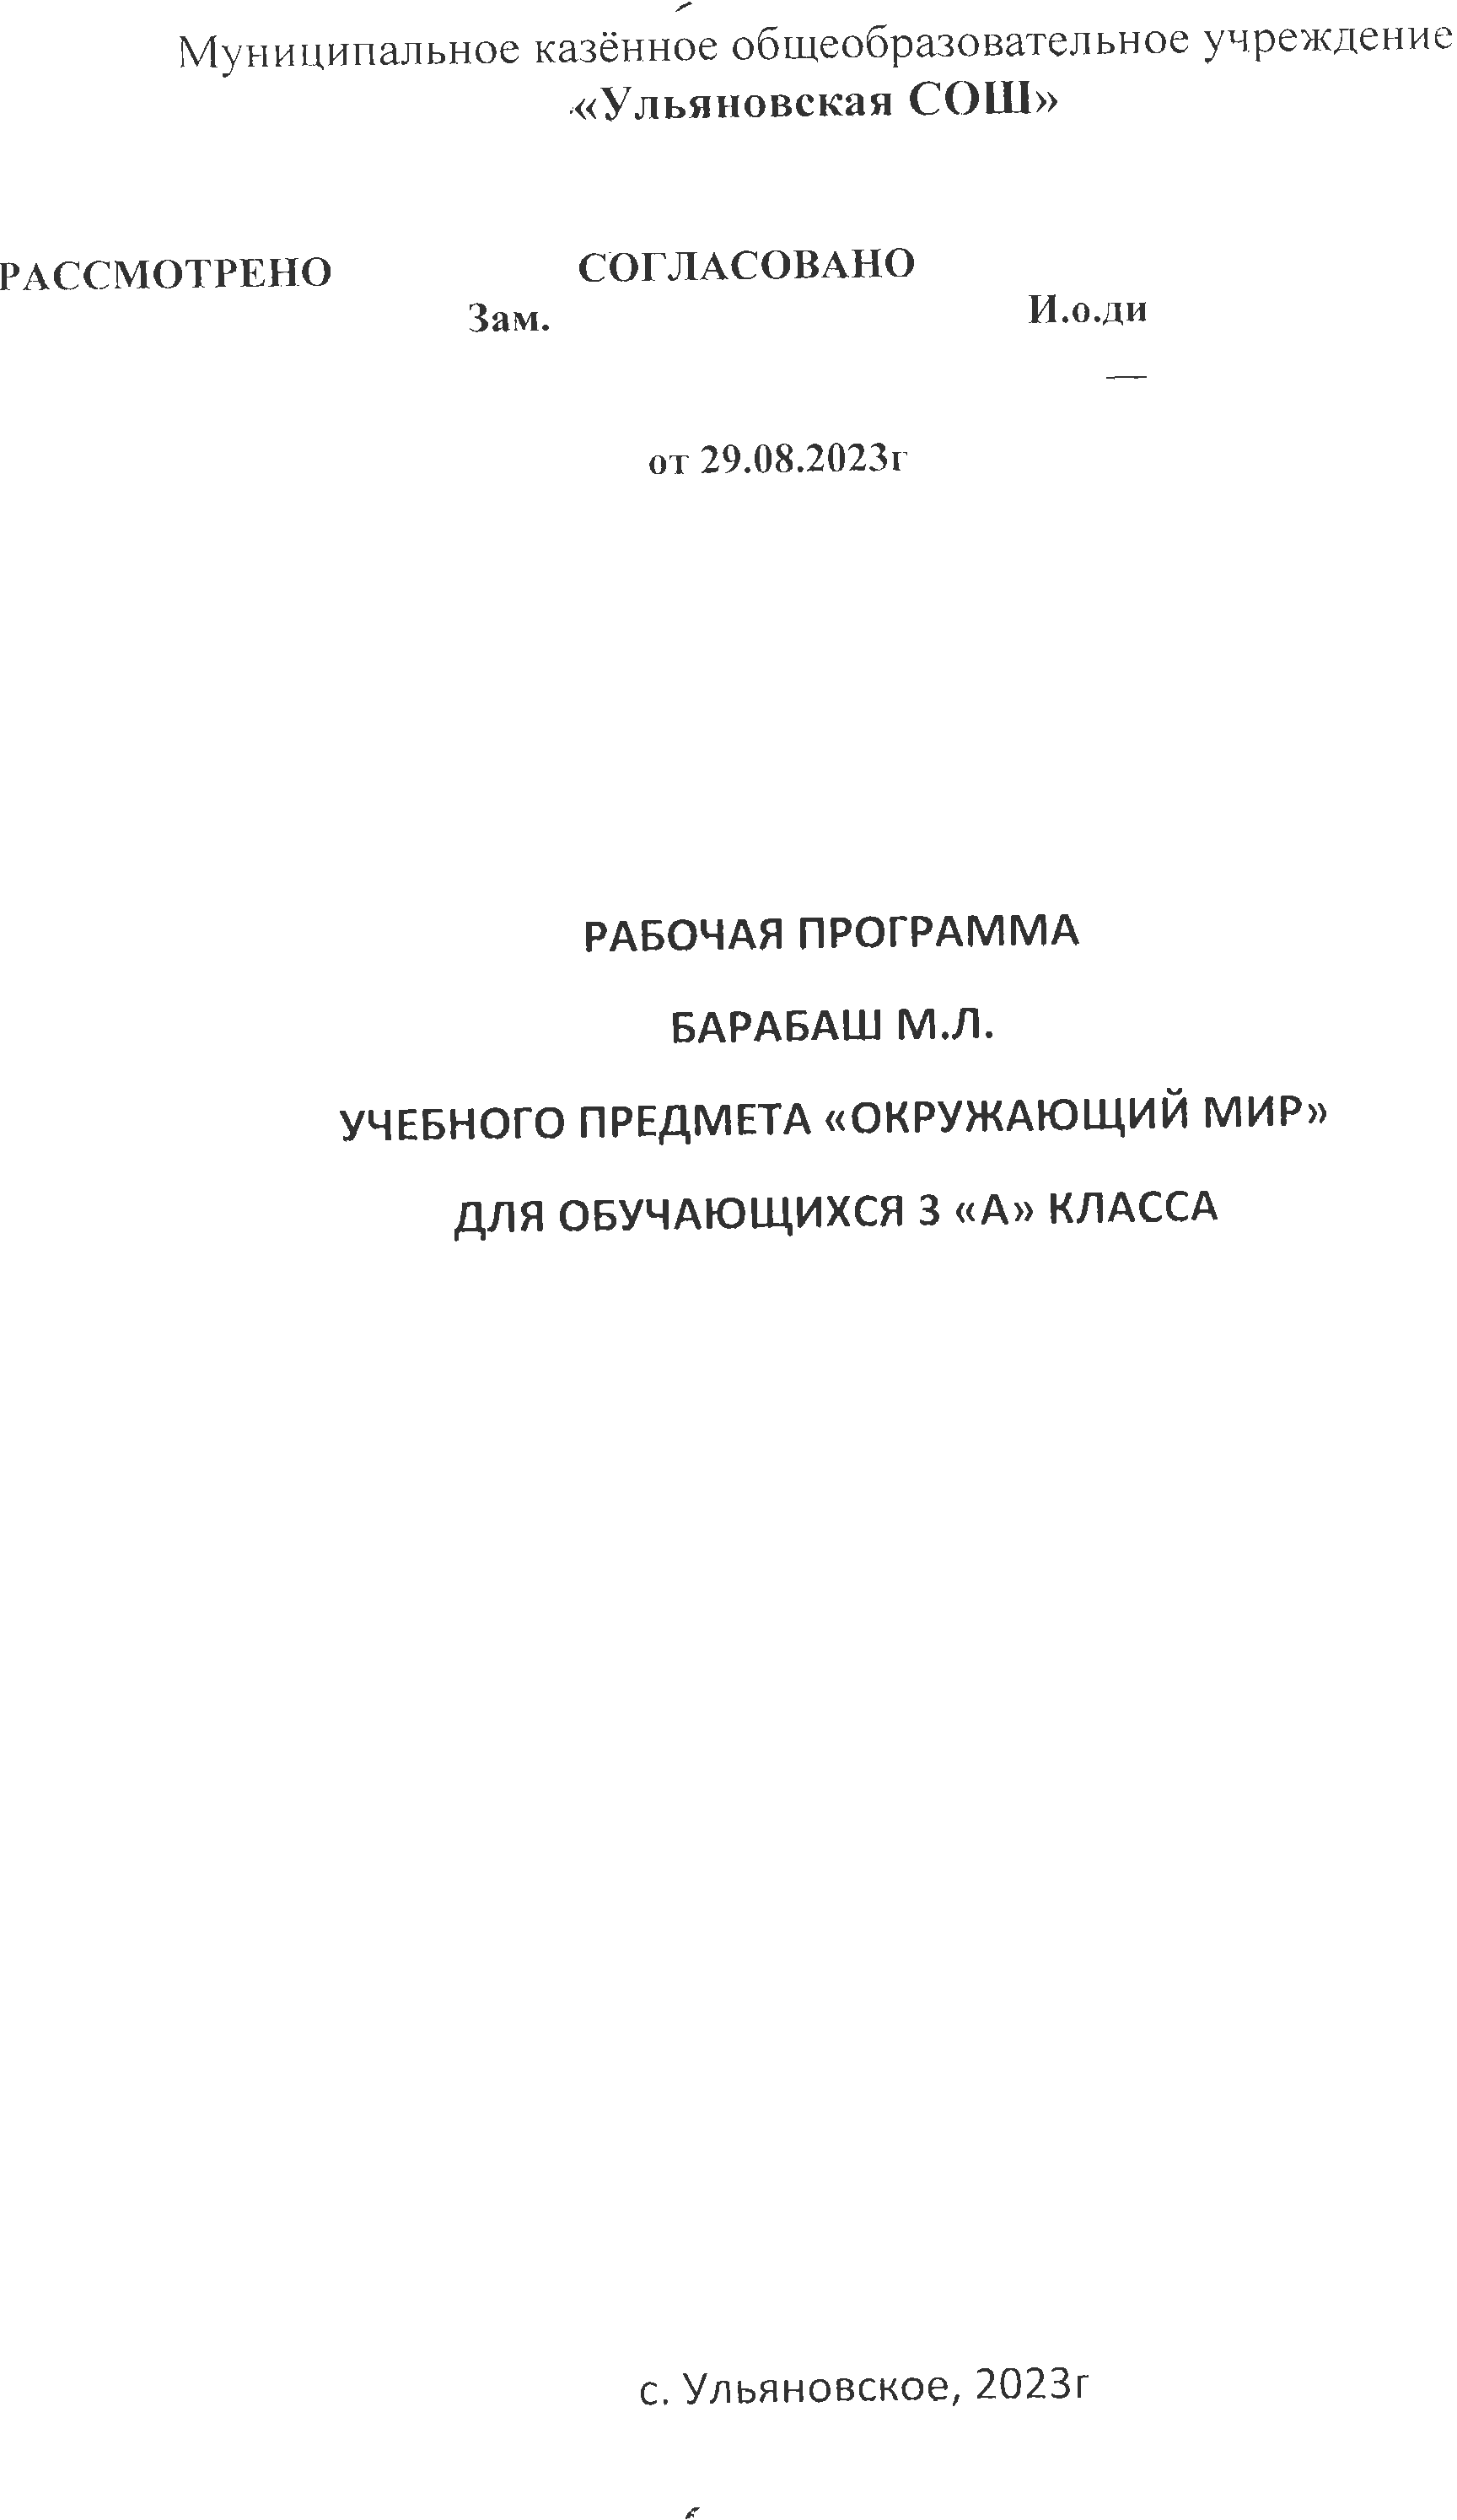 Муниципальное казённое общеобразовательное учреждение
«Ульяновская СОШ»
РАССМОТРЕНО
СОГЛАСОВАНО
Зам.
И.о.ди
от 29.08.2023г
РАБОЧАЯ ПРОГРАММА
БАРАБАШ М.Л.
УЧЕБНОГО ПРЕДМЕТА «ОКРУЖАЮЩИЙ МИР»
ДЛЯ ОБУЧАЮЩИХСЯ 3 «А» КЛАССА
с. Ульяновское, 2023г